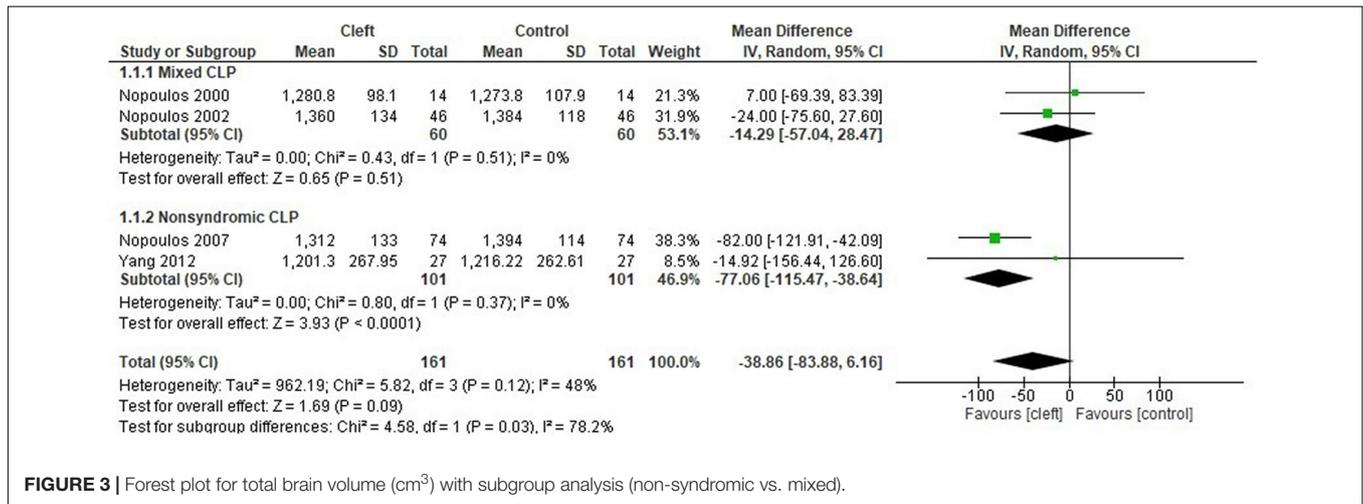 Cleft Control Mean Difference Mean Difference
Study or Subgroup Mean SD Total Mean SD Total Weight IV, Random, 95% CI IV, Random, 95% CI
1.1.1 Mixed CLP
Nopoulos 2000 1,280.8 98.1 14 1,273.8 107.9 14 21.3% 7.00 [-69.39, 83.39]
Nopoulos 2002 1,360 134 46 1,384 118 46 31.9% -24.00 [-75.60, 27.60]
Subtotal (95% CI) 60 60 53.1% -14.29 [-57.04, 28.47]
Heterogeneity: Tau² = 0.00; Chi² = 0.43, df = 1 (P = 0.51); I² = 0%
Test for overall effect: Z = 0.65 (P = 0.51)
1.1.2 Nonsyndromic CLP
Nopoulos 2007 1,312 133 74 1,394 114 74 38.3% -82.00 [-121.91, -42.09]
Yang 2012 1,201.3 267.95 27 1,216.22 262.61 27 8.5% -14.92 [-156.44, 126.60]
Subtotal (95% CI) 101 101 46.9% -77.06 [-115.47, -38.64]
Heterogeneity: Tau² = 0.00; Chi² = 0.80, df = 1 (P = 0.37); I² = 0%
Test for overall effect: Z = 3.93 (P < 0.0001)
Total (95% CI) 161 161 100.0% -38.86 [-83.88, 6.16]
Heterogeneity: Tau² = 962.19; Chi² = 5.82, df = 3 (P = 0.12); I² = 48%
Test for overall effect: Z = 1.69 (P = 0.09)
Test for subgroup differences: Chi² = 4.58, df = 1 (P = 0.03), I² = 78.2%
-100 -50 0 50 100
Favours [cleft] Favours [control]
FIGURE 3 | Forest plot for total brain volume (cm³) with subgroup analysis (non-syndromic vs. mixed).